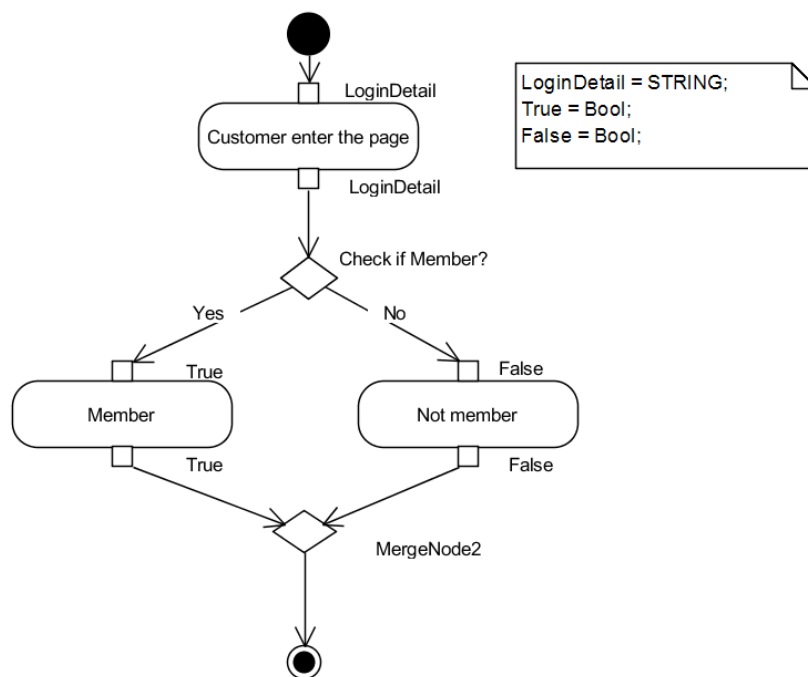 LoginDetail
Customer enter the page
LoginDetail
LoginDetail = STRING;
True = Bool;
False = Bool;
Check if Member?
Yes
No
True
False
Member
Not member
True
False
MergeNode2